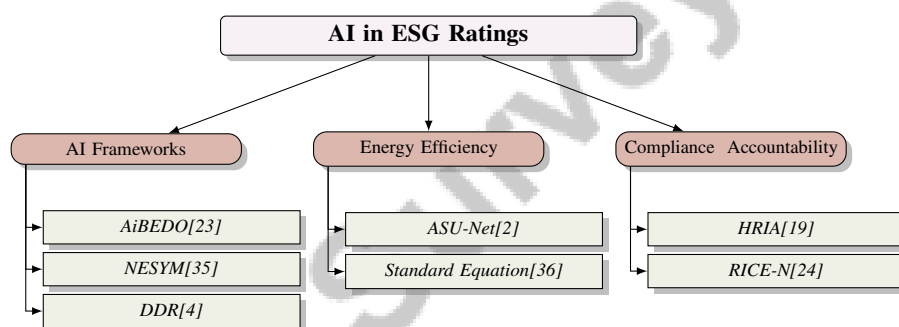 AI in ESG Ratings
AI Frameworks
Energy Efficiency
Compliance Accountability
AiBEDO[23]
NESYM[35]
DDR[4]
ASU-Net[2]
Standard Equation[36]
HRIA[19]
RICE-N[24]
survey